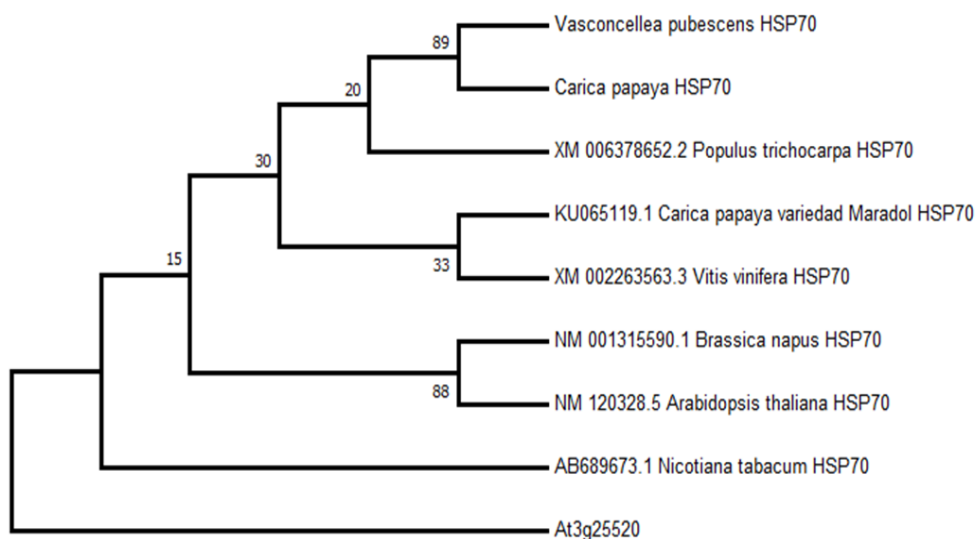 Vasconcellea pubescens HSP70
89
Carica papaya HSP70
20
XM 006378652.2 Populus trichocarpa HSP70
30
KU065119.1 Carica papaya variedad Maradol HSP70
33
XM 002263563.3 Vitis vinifera HSP70
15
NM 001315590.1 Brassica napus HSP70
88
NM 120328.5 Arabidopsis thaliana HSP70
AB689673.1 Nicotiana tabacum HSP70
At3g25520